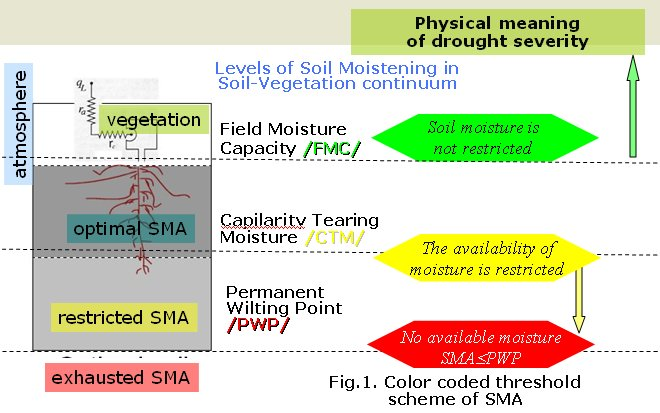 Physical meaning
of drought severity
atmosphere
Levels of Soil Moistening in
Soil-Vegetation continuum
vegetation
Field Moisture
Capacity /FMC/
Soil moisture is
not restricted
optimal SMA
Capilarity Tearing
Moisture /CTM/
The availability of
moisture is restricted
restricted SMA
Permanent
Wilting Point
/PWP/
No available moisture
SMA≤PWP
exhausted SMA
Fig.1. Color coded threshold
scheme of SMA